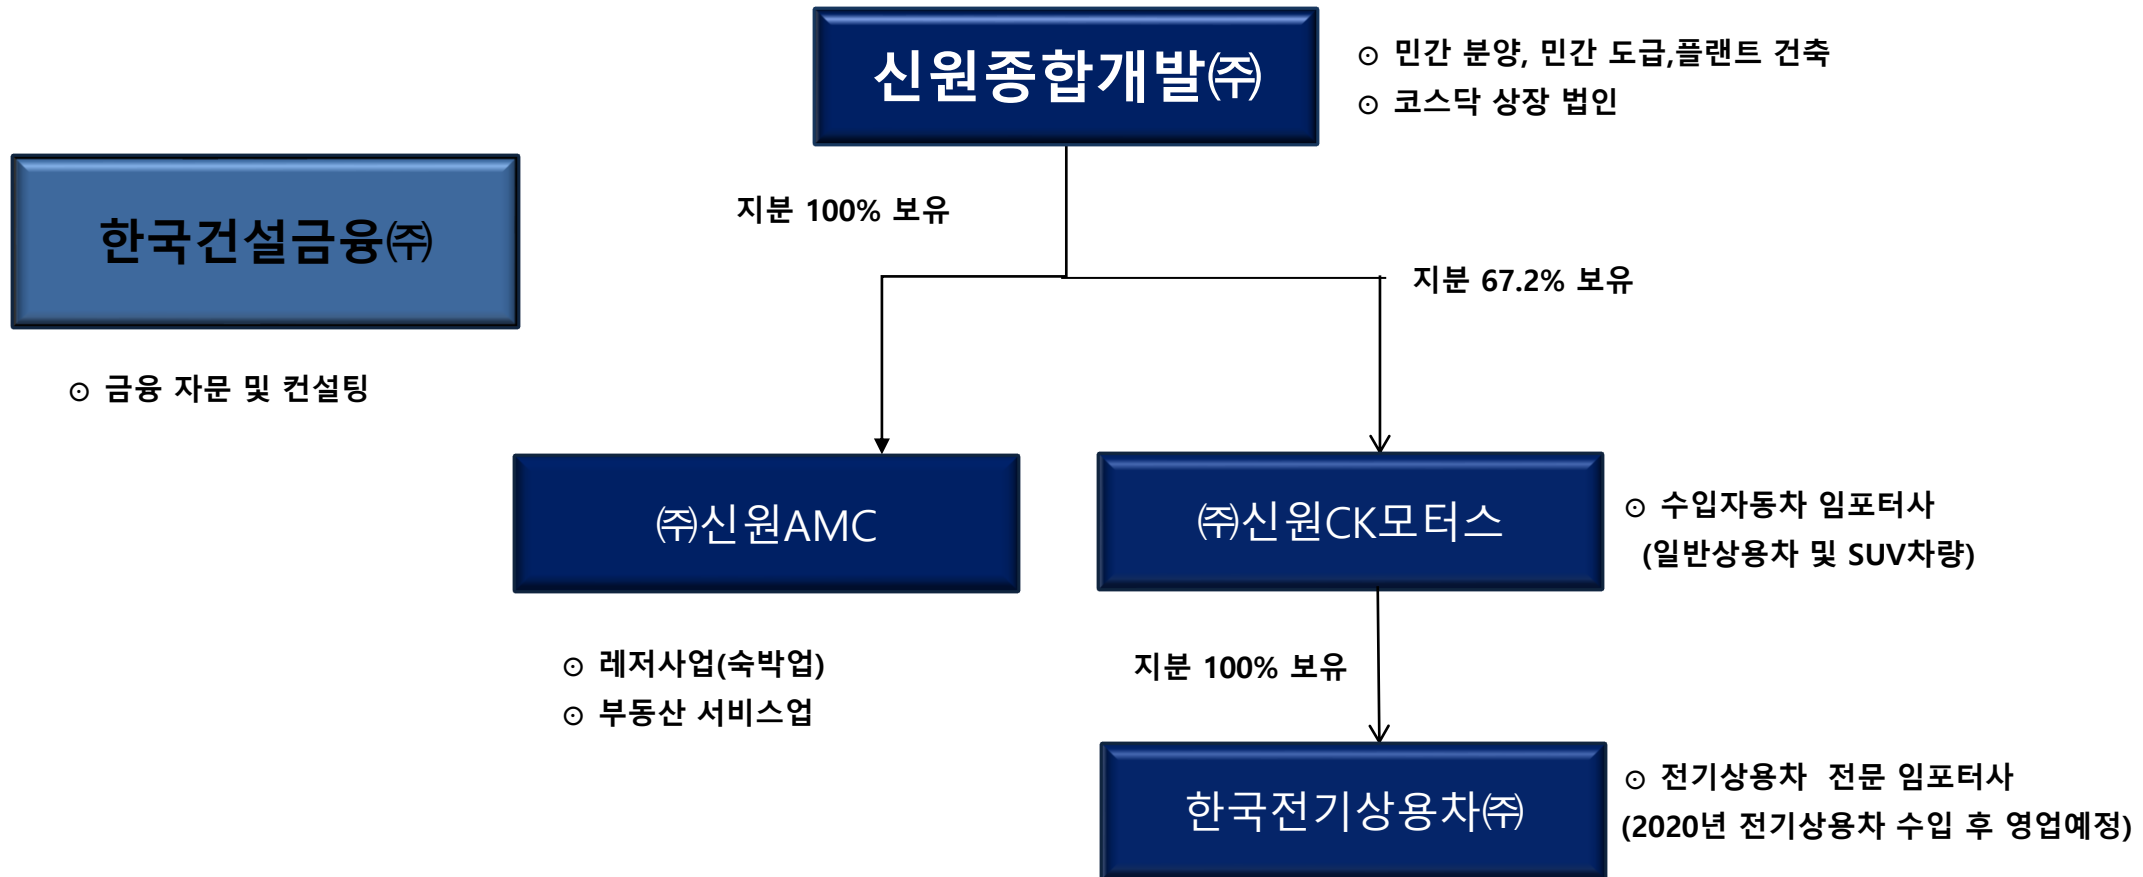 신원종합개발㈜
⊙ 민간 분양, 민간 도급,플랜트 건축
⊙ 코스닥 상장 법인
한국건설금융㈜
⊙ 금융 자문 및 컨설팅
지분 100% 보유
지분 67.2% 보유
㈜신원AMC
⊙ 레저사업(숙박업)
⊙ 부동산 서비스업
㈜신원CK모터스
⊙ 수입자동차 임포터사
(일반상용차 및 SUV차량)
지분 100% 보유
한국전기상용차㈜
⊙ 전기상용차 전문 임포터사
(2020년 전기상용차 수입 후 영업예정)